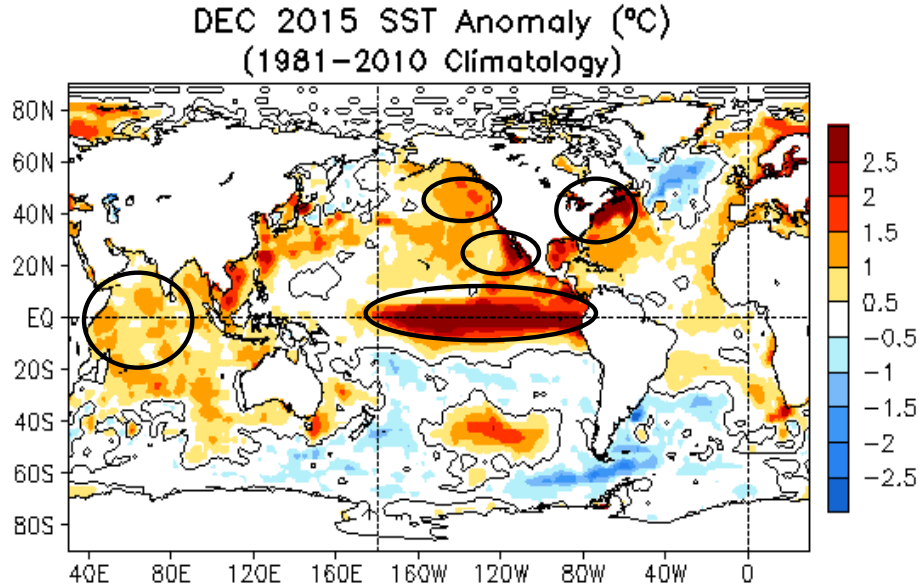 DEC 2015 SST Anomaly (ºC)
(1981–2010 Climatology)
80N
60N
40N
20N
EQ
20S
40S
60S
80S
2.5
2
1.5
1
0.5
−0.5
−1
−1.5
−2
−2.5
40E 80E 120E 160E 160W 120W 80W 40W 0